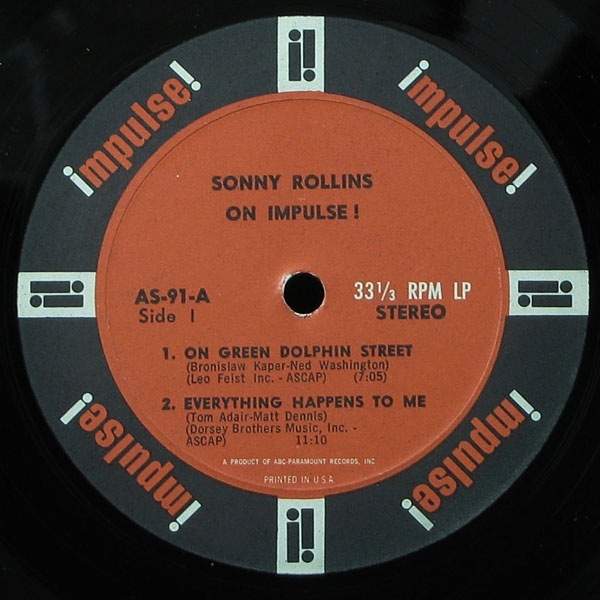 impulse!
impulse!
SONNY ROLLINS
ON IMPULSE!
AS-91-A
Side 1
33 1/3 RPM LP
STEREO
1. ON GREEN DOLPHIN STREET
(Bronislaw Kaper-Ned Washington)
(Leo Feist Inc. - ASCAP) (7:05)
2. EVERYTHING HAPPENS TO ME
(Tom Adair-Matt Dennis)
(Dorsey Brothers Music, Inc. -
ASCAP) 11:10
A PRODUCT OF ABC-PARAMOUNT RECORDS, INC
PRINTED IN U.S.A
impulse!
impulse!